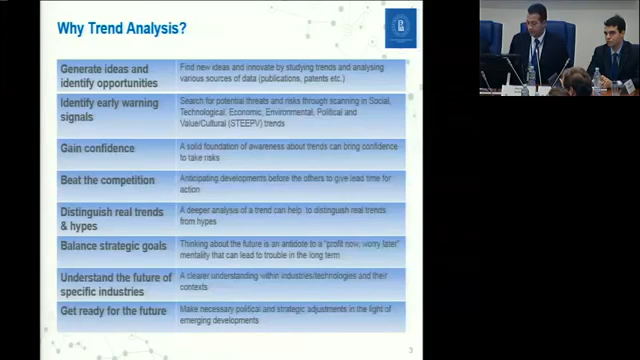 Why Trend Analysis?
Generate ideas and
identify opportunities
Find new ideas and innovate by studying trends and analysing
various sources of data (publications, patents etc.)
Identify early warning
signals
Search for potential threats and risks through scanning in Social,
Technological, Economic, Environmental, Political and
Value/Cultural (STEEPV) trends
Gain confidence
A solid foundation of awareness about trends can bring confidence
to take risks
Beat the competition
Anticipating developments before the others to give lead time for
action
Distinguish real trends
& hypes
A deeper analysis of a trend can help to distinguish real trends
from hypes
Balance strategic goals
Thinking about the future is an antidote to a "profit now, worry later"
mentality that can lead to trouble in the long term
Understand the future of
specific industries
A clearer understanding within industries/technologies and their
contexts
Get ready for the future
Make necessary political and strategic adjustments in the light of
emerging developments
3